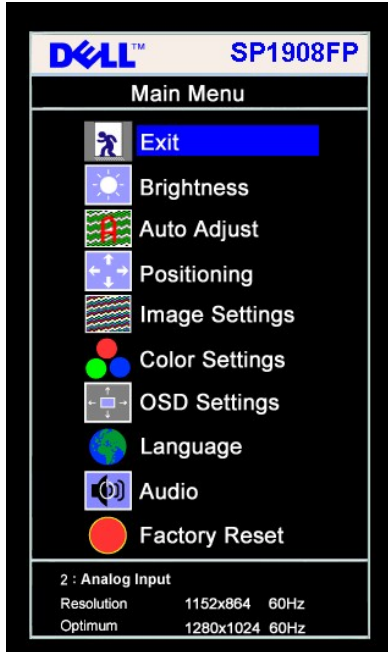 DELL™ SP1908FP
Main Menu
Exit
Brightness
Auto Adjust
Positioning
Image Settings
Color Settings
OSD Settings
Language
Audio
Factory Reset
2 : Analog Input
Resolution 1152x864 60Hz
Optimum 1280x1024 60Hz